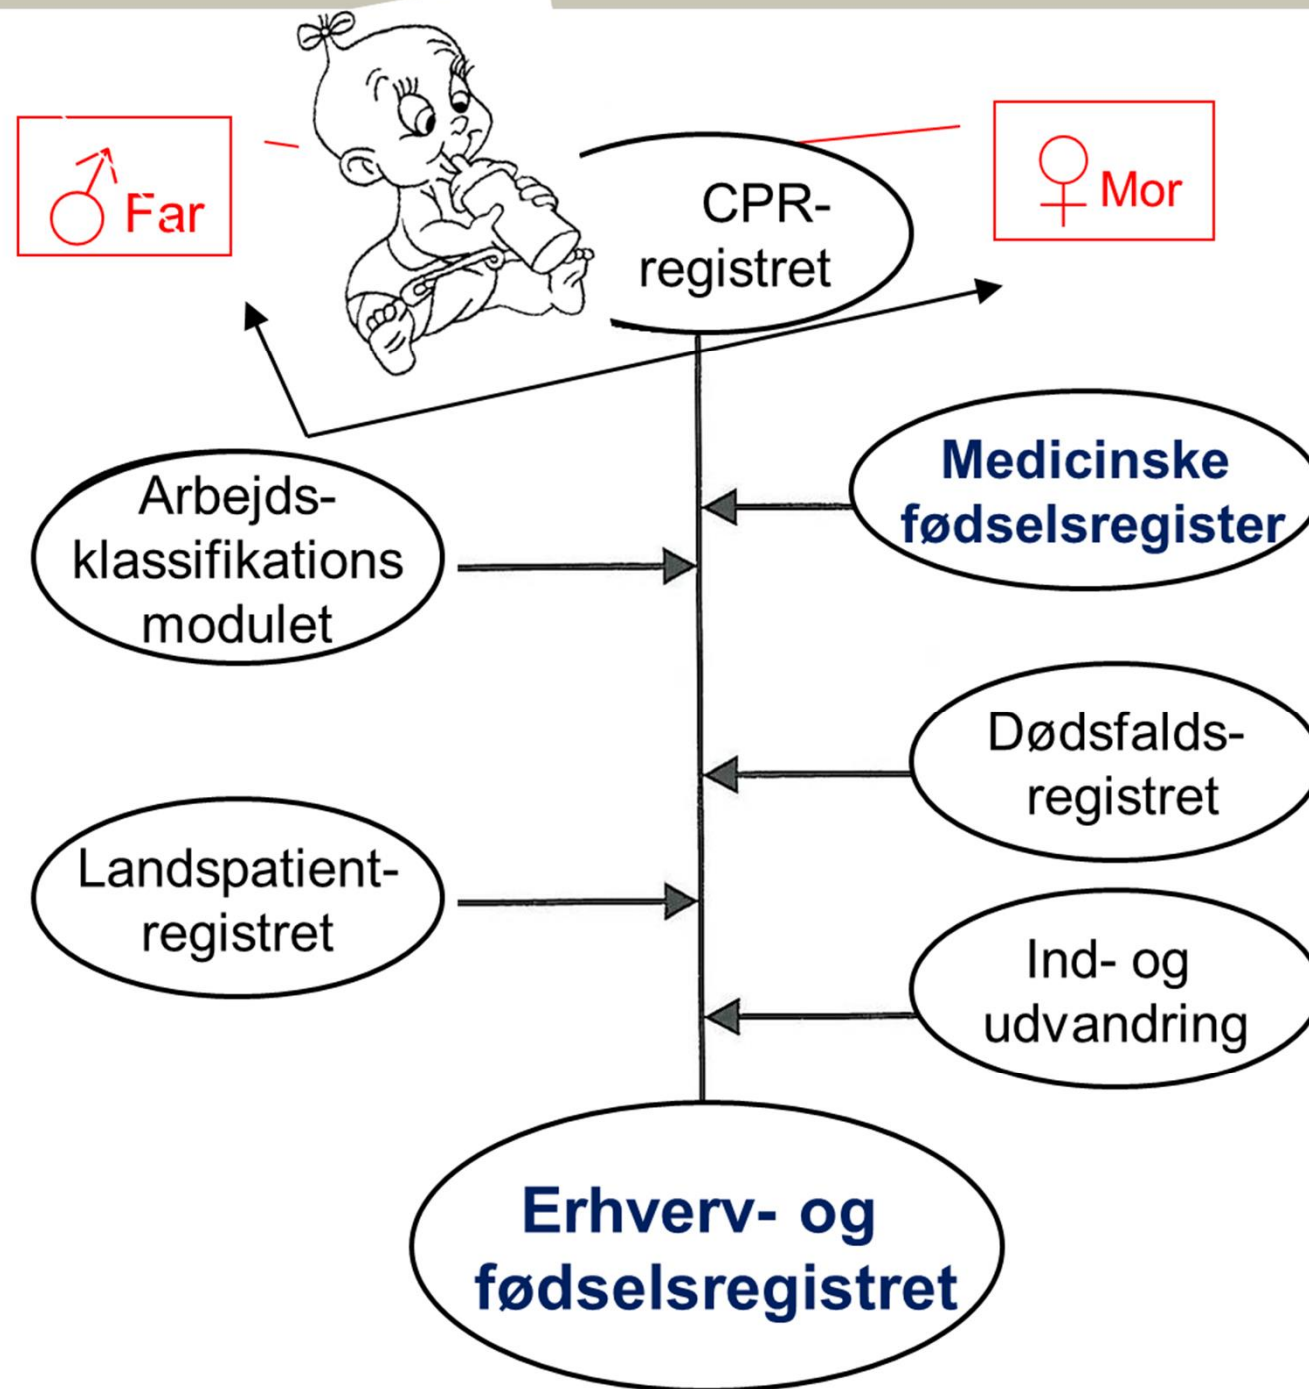 Far
CPR-
registret
Mor
Arbejds-
klassifikations
modulet
Medicinske
fødselsregister
Dødsfalds-
registret
Landspatient-
registret
Ind- og
udvandring
Erhverv- og
fødselsregistret